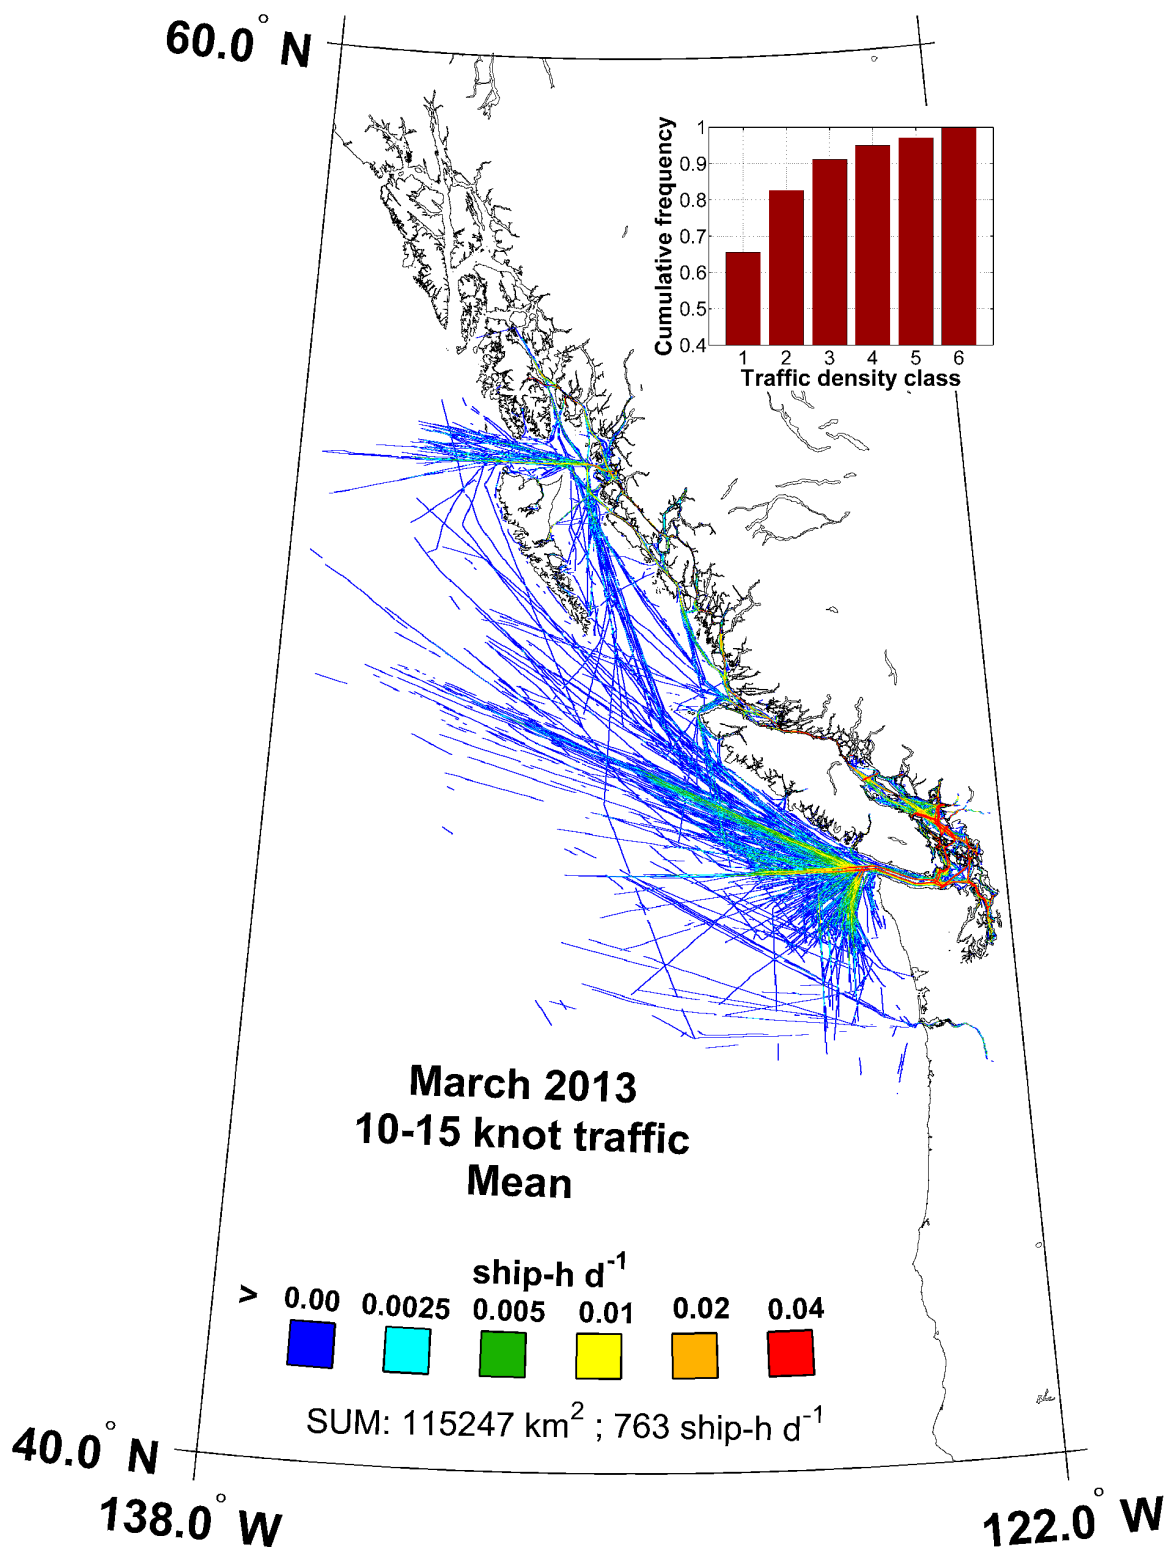 60.0° N
Cumulative frequency
1
0.9
0.8
0.7
0.6
0.5
0.4
1 2 3 4 5 6
Traffic density class
March 2013
10-15 knot traffic
Mean
ship-h d⁻¹
> 0.00 0.0025 0.005 0.01 0.02 0.04
SUM: 115247 km² ; 763 ship-h d⁻¹
40.0° N
138.0° W
122.0° W